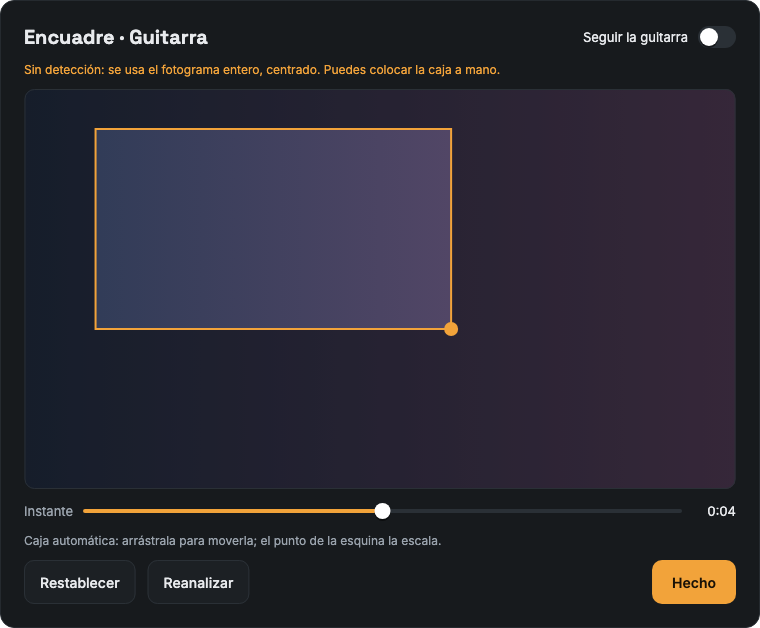 Encuadre · Guitarra
Seguir la guitarra
Sin detección: se usa el fotograma entero, centrado. Puedes colocar la caja a mano.
Instante
0:04
Caja automática: arrástrala para moverla; el punto de la esquina la escala.
Restablecer
Reanalizar
Hecho